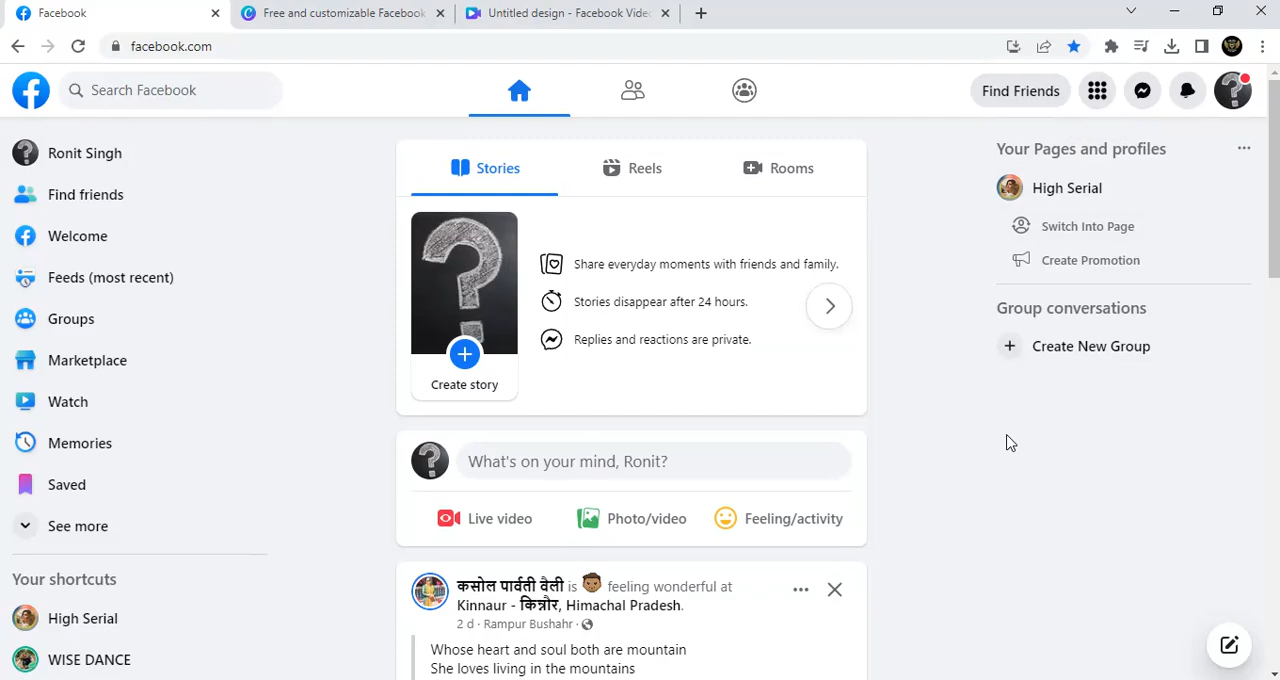 Facebook
Free and customizable Facebook
Untitled design - Facebook Video
facebook.com
Search Facebook
Find Friends
Ronit Singh
Find friends
Welcome
Feeds (most recent)
Groups
Marketplace
Watch
Memories
Saved
See more
Your shortcuts
High Serial
WISE DANCE
Stories
Reels
Rooms
Create story
Share everyday moments with friends and family.
Stories disappear after 24 hours.
Replies and reactions are private.
What's on your mind, Ronit?
Live video
Photo/video
Feeling/activity
कसोल पार्वती वैली is feeling wonderful at
Kinnaur - किन्नौर, Himachal Pradesh.
2 d · Rampur Bushahr ·
Whose heart and soul both are mountain
She loves living in the mountains
Your Pages and profiles
High Serial
Switch Into Page
Create Promotion
Group conversations
Create New Group